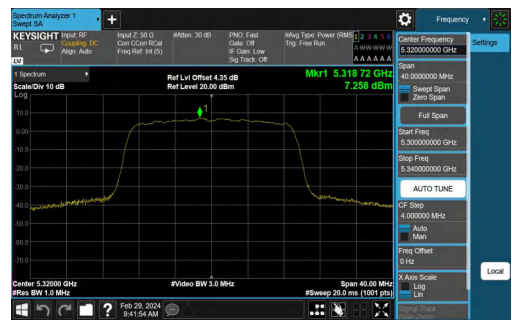 Spectrum Analyzer 1
Swept SA
Frequency
KEYSIGHT
RL
Input: RF
Coupling: DC
Align: Auto
Input Z: 50 Ω
Corr CCorr RCal
Freq Ref: Int (S)
#Atten: 30 dB
PNO: Fast
Gate: Off
IF Gain: Low
Sig Track: Off
#Avg Type: Power (RMS)
Trig: Free Run
1 2 3 4 5 6
A W W W W W
A A A A A A
LV
1 Spectrum
Scale/Div 10 dB
Log
Ref Lvl Offset 4.35 dB
Ref Level 20.00 dBm
Mkr1 5.318 72 GHz
7.258 dBm
1
10.0
0.00
-10.0
-20.0
-30.0
-40.0
-50.0
-60.0
-70.0
Center 5.32000 GHz
#Res BW 1.0 MHz
#Video BW 3.0 MHz
Span 40.00 MHz
#Sweep 20.0 ms (1001 pts)
Center Frequency
5.320000000 GHz
Settings
Span
40.0000000 MHz
Swept Span
Zero Span
Full Span
Start Freq
5.300000000 GHz
Stop Freq
5.340000000 GHz
AUTO TUNE
CF Step
4.000000 MHz
Auto
Man
Freq Offset
0 Hz
X Axis Scale
Log
Lin
Local
Signal Track
Feb 29, 2024
9:41:54 AM